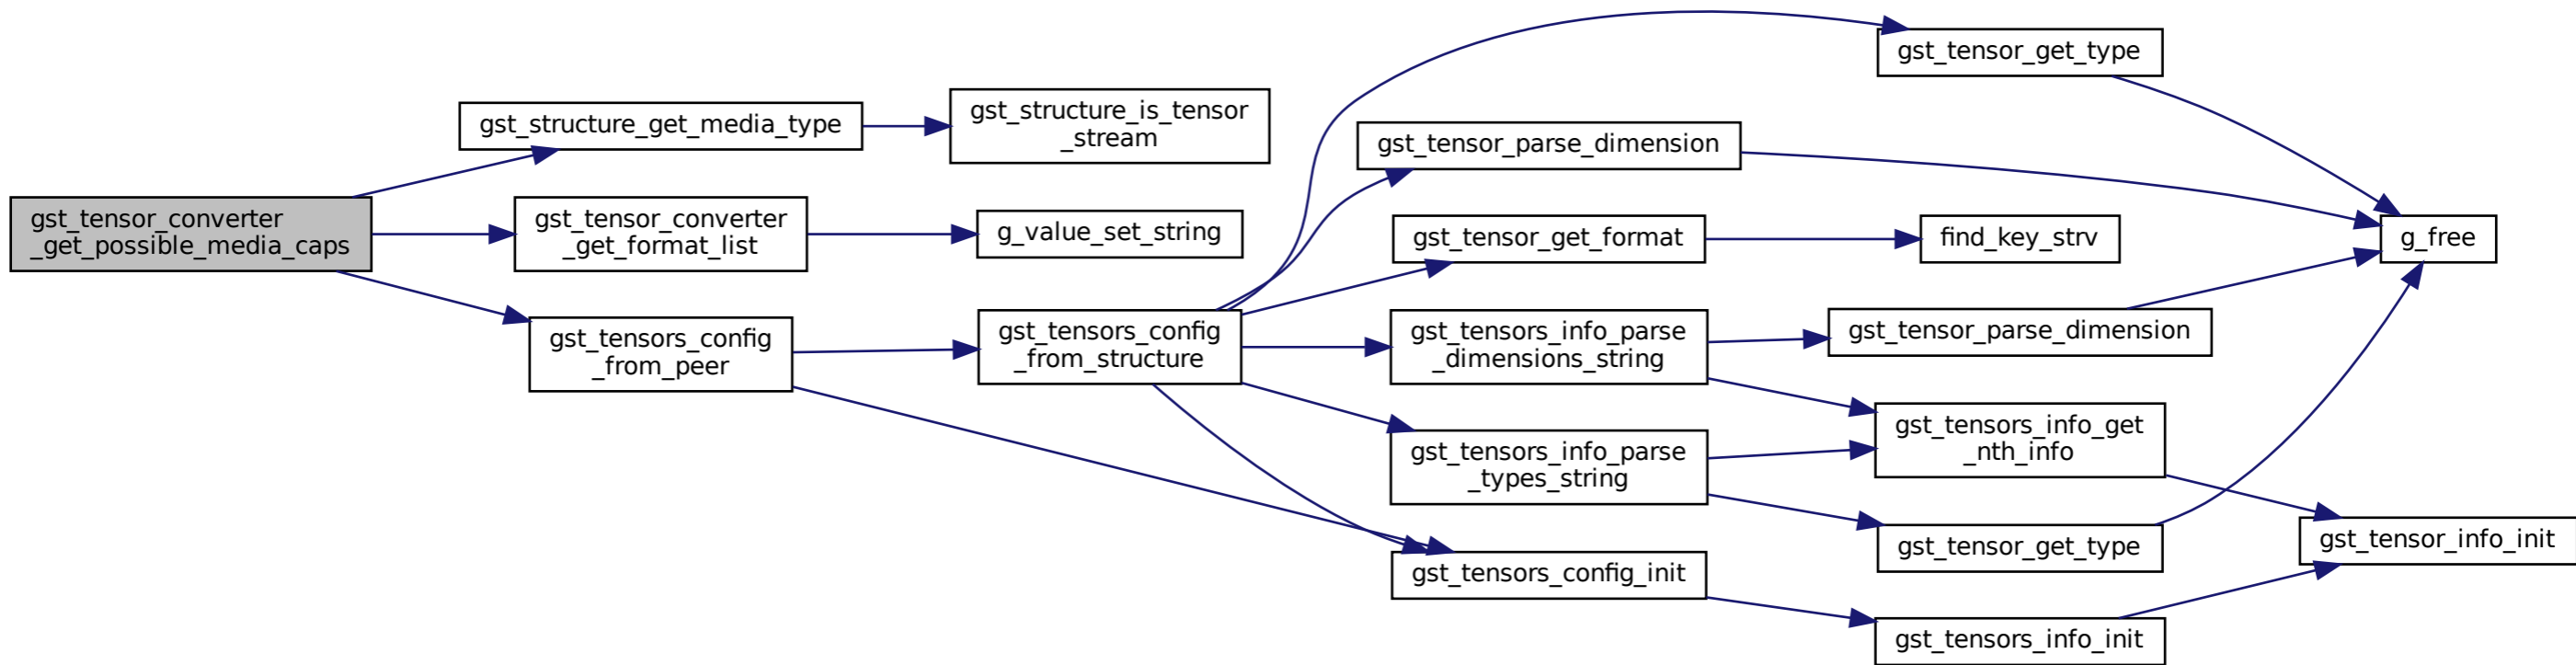 gst_tensor_converter
_get_possible_media_caps
gst_structure_get_media_type
gst_structure_is_tensor
_stream
gst_tensor_converter
_get_format_list
g_value_set_string
gst_tensors_config
_from_peer
gst_tensors_config
_from_structure
gst_tensor_get_type
gst_tensor_parse_dimension
gst_tensor_get_format
find_key_strv
g_free
gst_tensors_info_parse
_dimensions_string
gst_tensor_parse_dimension
gst_tensors_info_parse
_types_string
gst_tensors_info_get
_nth_info
gst_tensor_get_type
gst_tensor_info_init
gst_tensors_config_init
gst_tensors_info_init